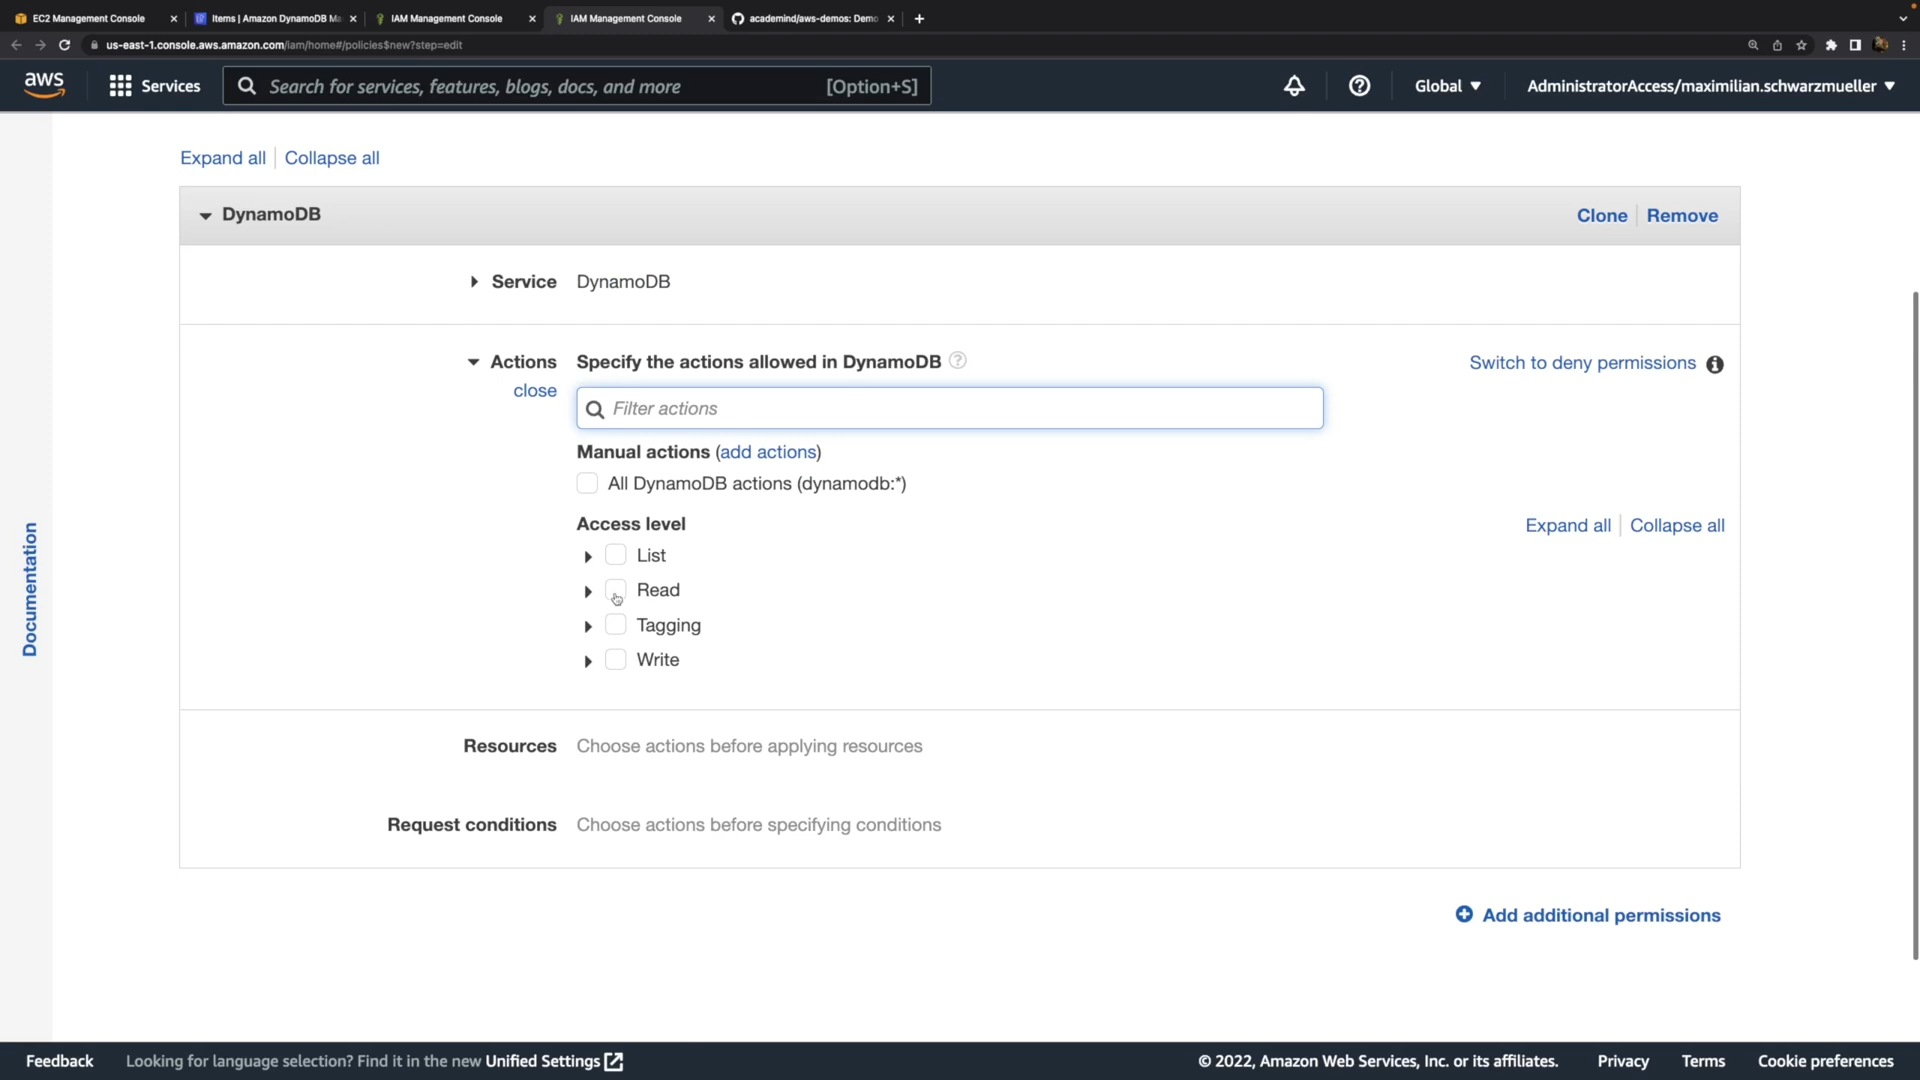 EC2 Management Console
Items | Amazon DynamoDB Ma
IAM Management Console
IAM Management Console
academind/aws-demos: Demo
us-east-1.console.aws.amazon.com/iam/home#/policies$new?step=edit
aws
Services
Search for services, features, blogs, docs, and more
[Option+S]
Global
AdministratorAccess/maximilian.schwarzmueller
Documentation
Expand all
Collapse all
DynamoDB
Clone
Remove
Service
DynamoDB
Actions
close
Specify the actions allowed in DynamoDB
Switch to deny permissions
Filter actions
Manual actions (add actions)
All DynamoDB actions (dynamodb:*)
Access level
Expand all
Collapse all
List
Read
Tagging
Write
Resources
Choose actions before applying resources
Request conditions
Choose actions before specifying conditions
Add additional permissions
Feedback
Looking for language selection? Find it in the new Unified Settings
© 2022, Amazon Web Services, Inc. or its affiliates.
Privacy
Terms
Cookie preferences